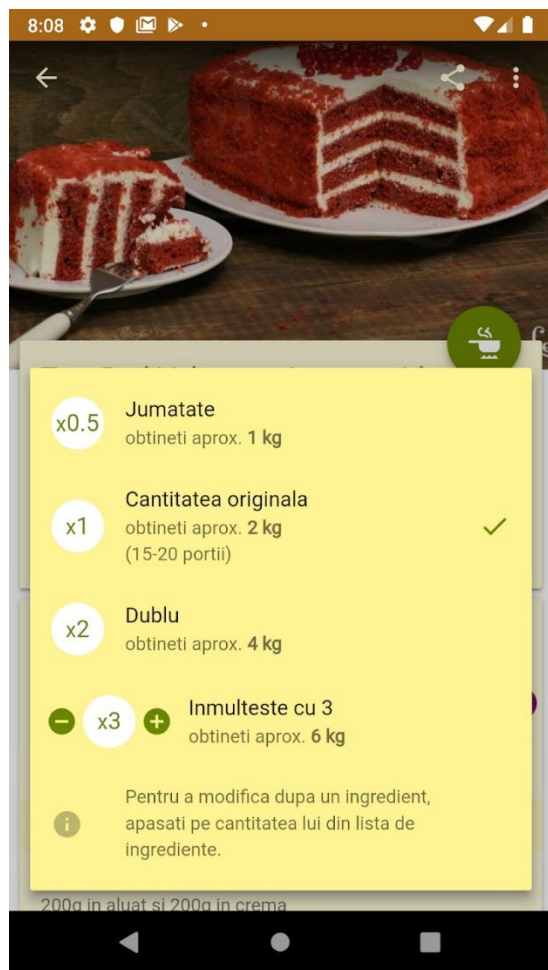 8:08
x0.5
Jumatate
obtineti aprox. 1 kg
x1
Cantitatea originala
obtineti aprox. 2 kg
(15-20 portii)
x2
Dublu
obtineti aprox. 4 kg
x3
Inmulteste cu 3
obtineti aprox. 6 kg
Pentru a modifica dupa un ingredient,
apasati pe cantitatea lui din lista de
ingrediente.
200g in aluat si 200g in crema